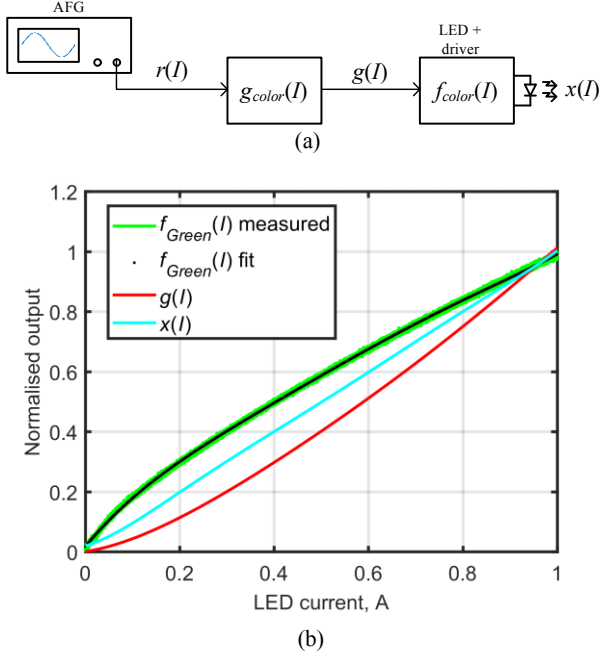 AFG
LED +
driver
r(I)
g(I)
g_color(I)
f_color(I)
x(I)
(a)
1.2
1
0.8
0.6
0.4
0.2
0
Normalised output
f_Green(I) measured
f_Green(I) fit
g(I)
x(I)
0 0.2 0.4 0.6 0.8 1
LED current, A
(b)